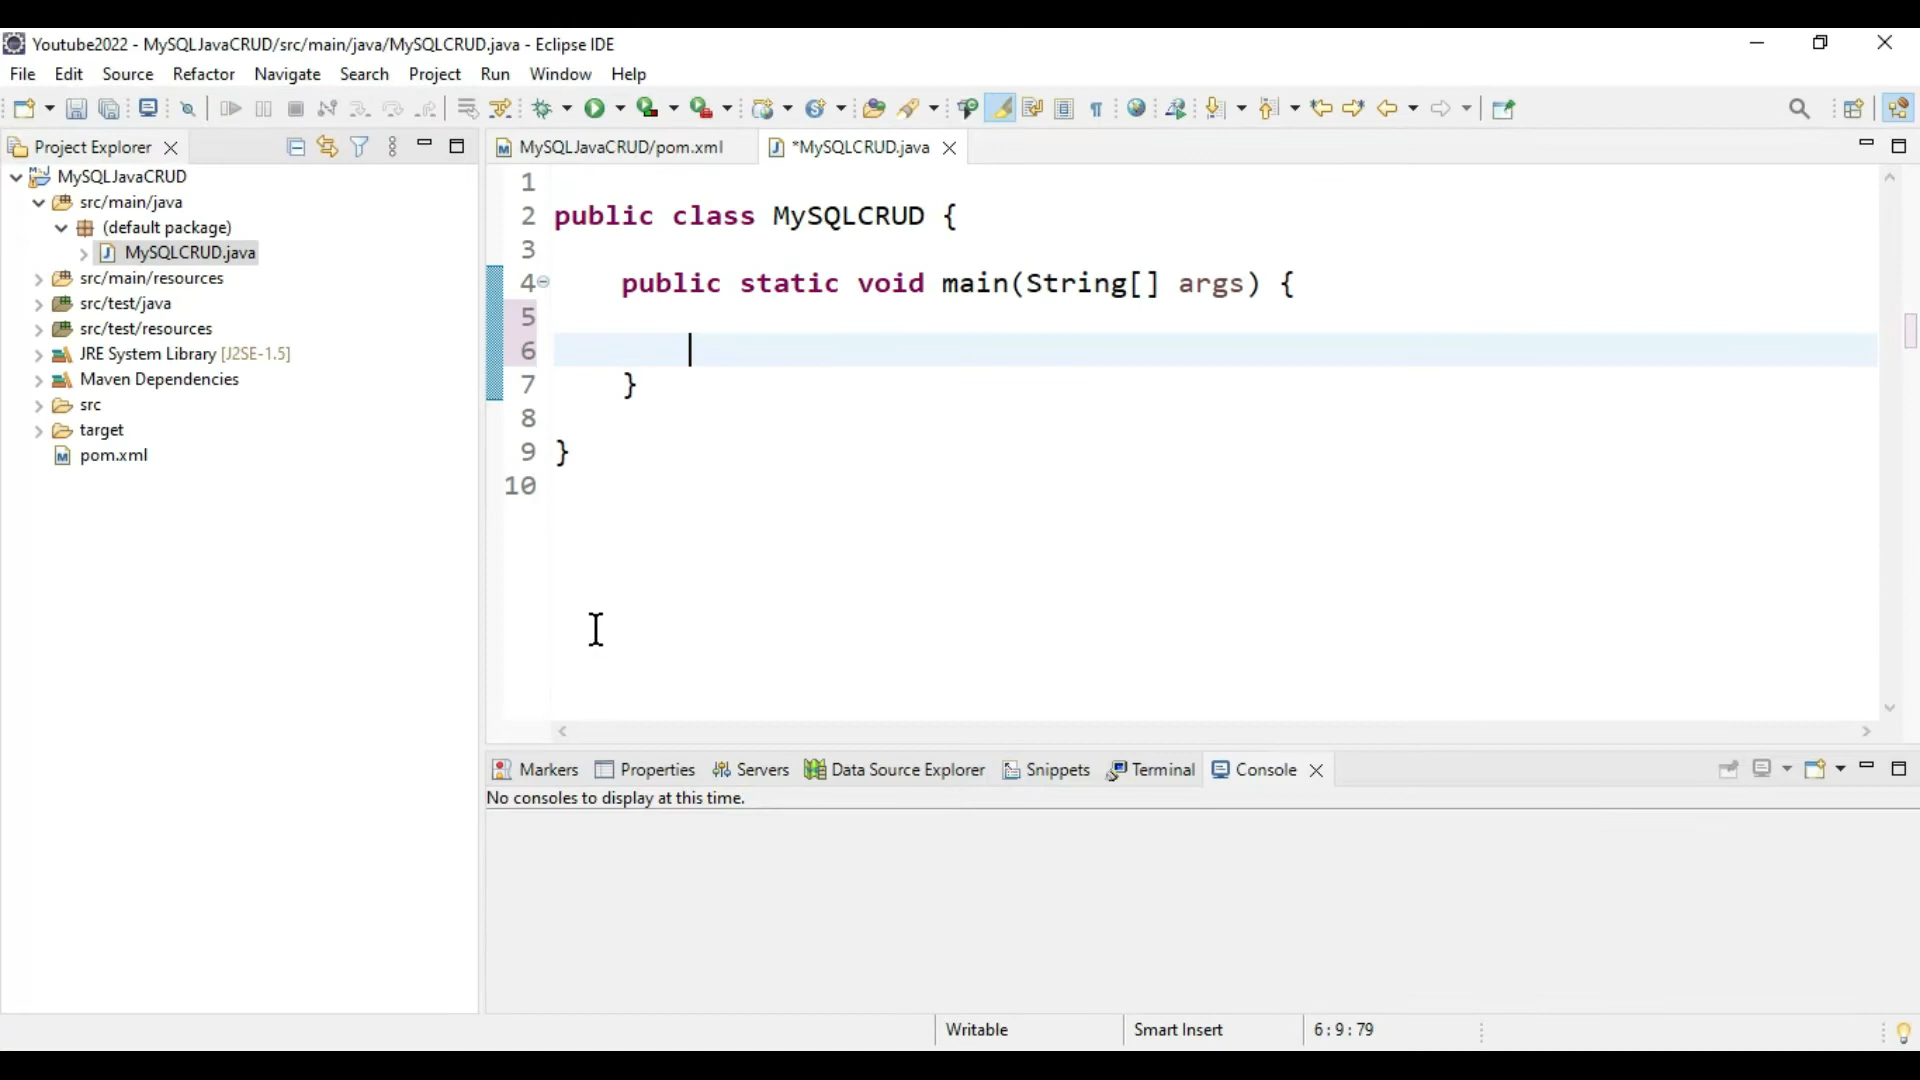 Youtube2022 - MySQLJavaCRUD/src/main/java/MySQLCRUD.java - Eclipse IDE
File Edit Source Refactor Navigate Search Project Run Window Help
Project Explorer
MySQLJavaCRUD
src/main/java
(default package)
MySQLCRUD.java
src/main/resources
src/test/java
src/test/resources
JRE System Library [J2SE-1.5]
Maven Dependencies
src
target
pom.xml
MySQLJavaCRUD/pom.xml *MySQLCRUD.java
1
2 public class MySQLCRUD {
3
4 public static void main(String[] args) {
5
6
7 }
8
9 }
10
Markers Properties Servers Data Source Explorer Snippets Terminal Console
No consoles to display at this time.
Writable Smart Insert 6 : 9 : 79